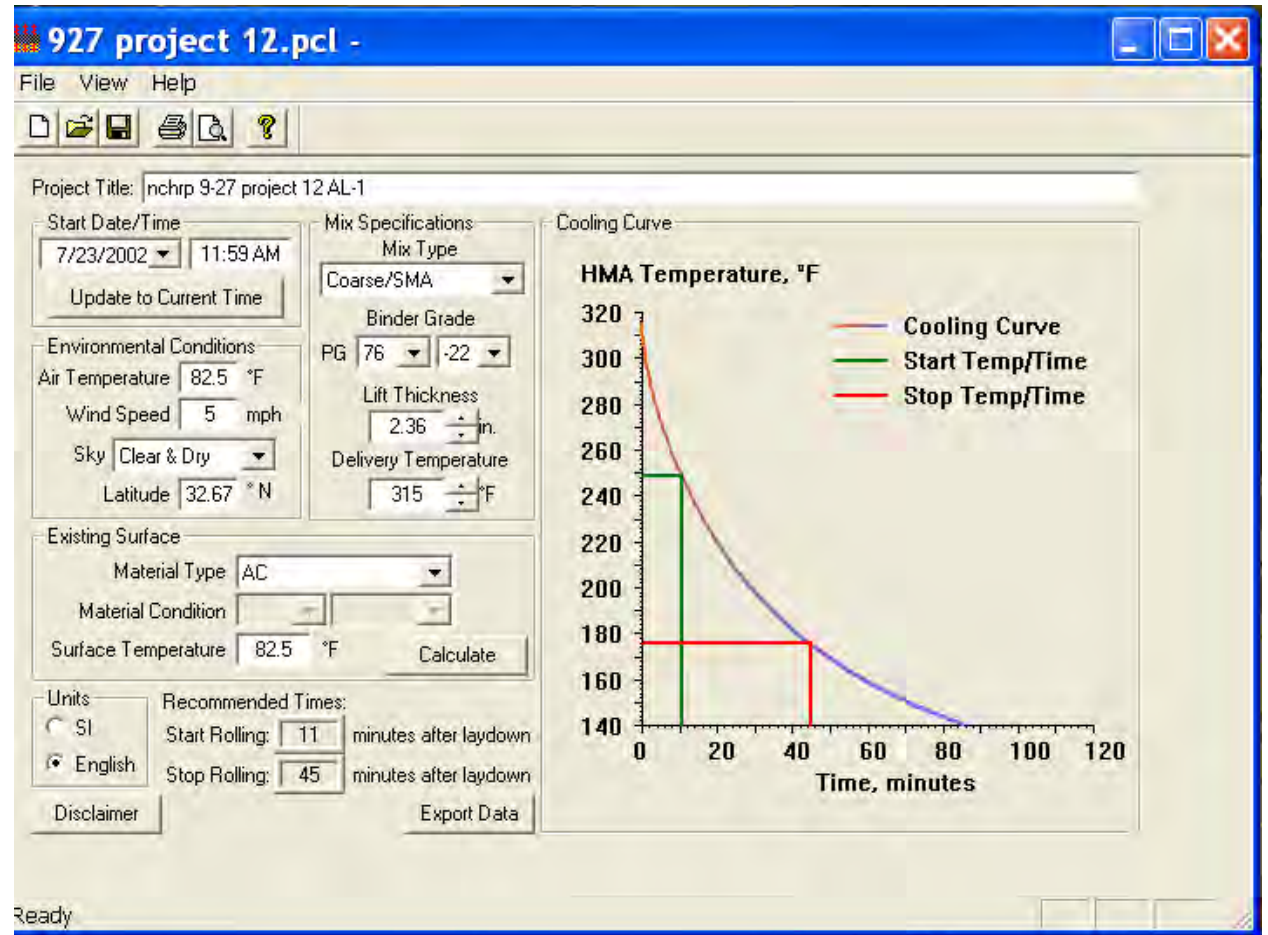 927 project 12.pcl -
File View Help
Project Title: nchrp 9-27 project 12 AL-1
Start Date/Time
7/23/2002 11:59 AM
Update to Current Time
Environmental Conditions
Air Temperature 82.5 °F
Wind Speed 5 mph
Sky Clear & Dry
Latitude 32.67 ° N
Mix Specifications
Mix Type
Coarse/SMA
Binder Grade
PG 76 -22
Lift Thickness
2.36 in.
Delivery Temperature
315 °F
Existing Surface
Material Type AC
Material Condition
Surface Temperature 82.5 °F
Calculate
Units
SI
English
Recommended Times:
Start Rolling: 11 minutes after laydown
Stop Rolling: 45 minutes after laydown
Disclaimer
Export Data
Cooling Curve
HMA Temperature, °F
Cooling Curve
Start Temp/Time
Stop Temp/Time
320
300
280
260
240
220
200
180
160
140
0 20 40 60 80 100 120
Time, minutes
Ready